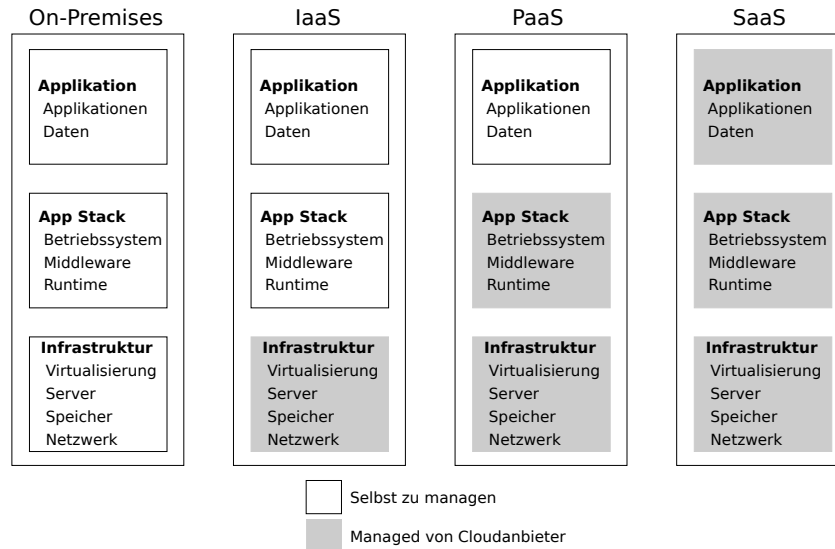 On-Premises
Applikation
Applikationen
Daten
App Stack
Betriebssystem
Middleware
Runtime
Infrastruktur
Virtualisierung
Server
Speicher
Netzwerk
IaaS
Applikation
Applikationen
Daten
App Stack
Betriebssystem
Middleware
Runtime
Infrastruktur
Virtualisierung
Server
Speicher
Netzwerk
PaaS
Applikation
Applikationen
Daten
App Stack
Betriebssystem
Middleware
Runtime
Infrastruktur
Virtualisierung
Server
Speicher
Netzwerk
SaaS
Applikation
Applikationen
Daten
App Stack
Betriebssystem
Middleware
Runtime
Infrastruktur
Virtualisierung
Server
Speicher
Netzwerk
Selbst zu managen
Managed von Cloudanbieter